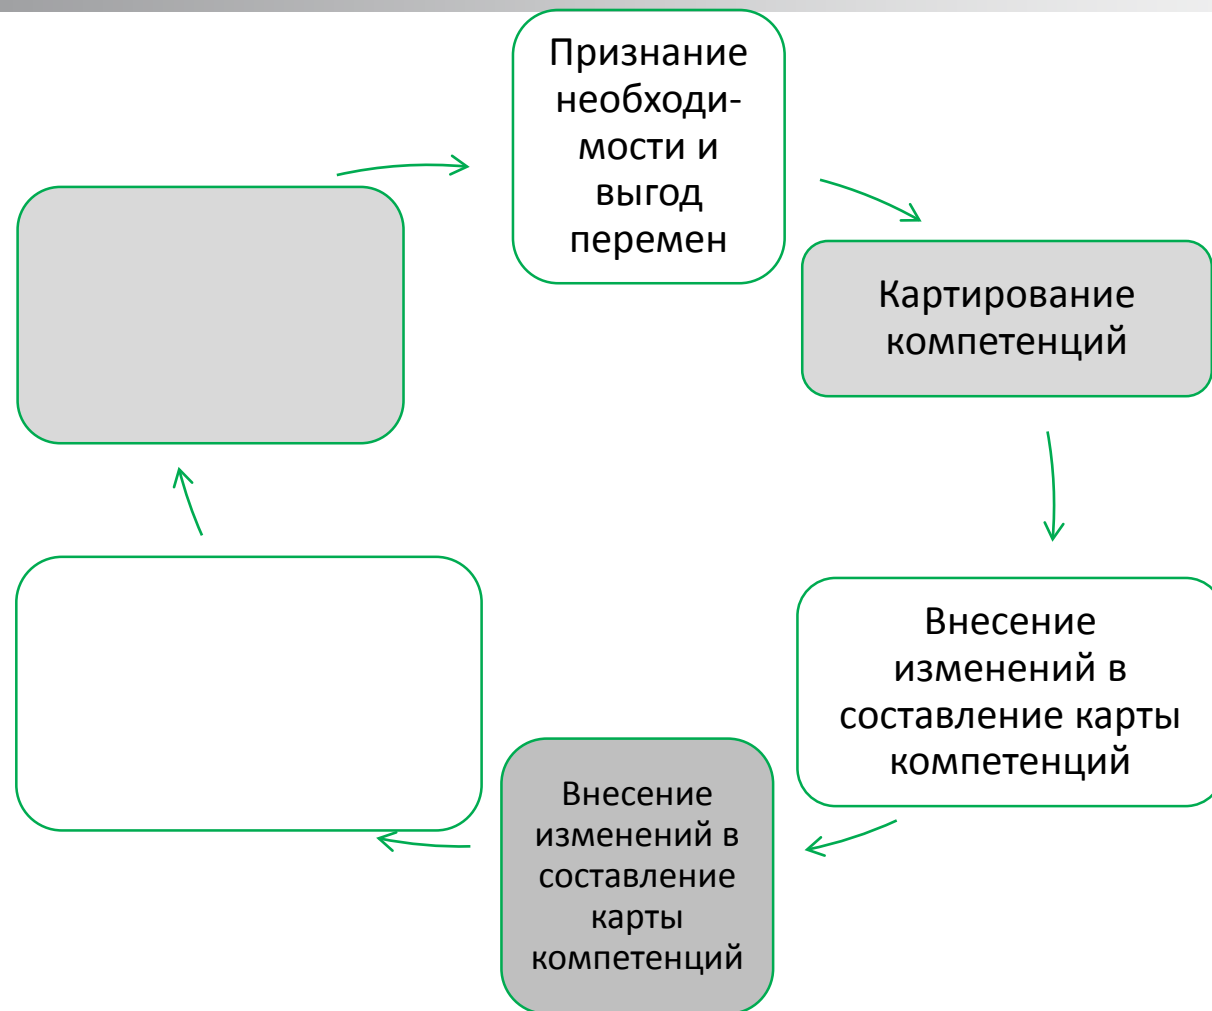 Признание
необходи-
мости и
выгод
перемен
Картирование
компетенций
Внесение
изменений в
составление карты
компетенций
Внесение
изменений в
составление
карты
компетенций